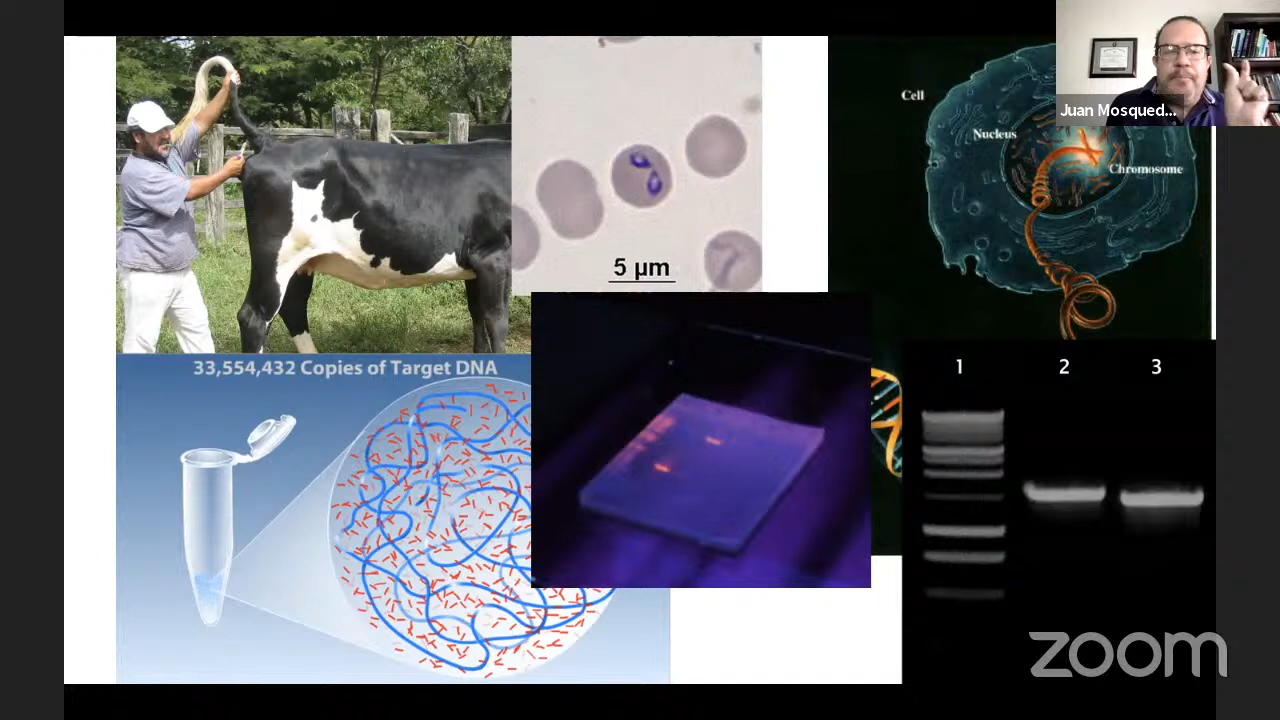 Juan Mosqued...
Cell
Nucleus
Chromosome
5 µm
33,554,432 Copies of Target DNA
1 2 3
zoom